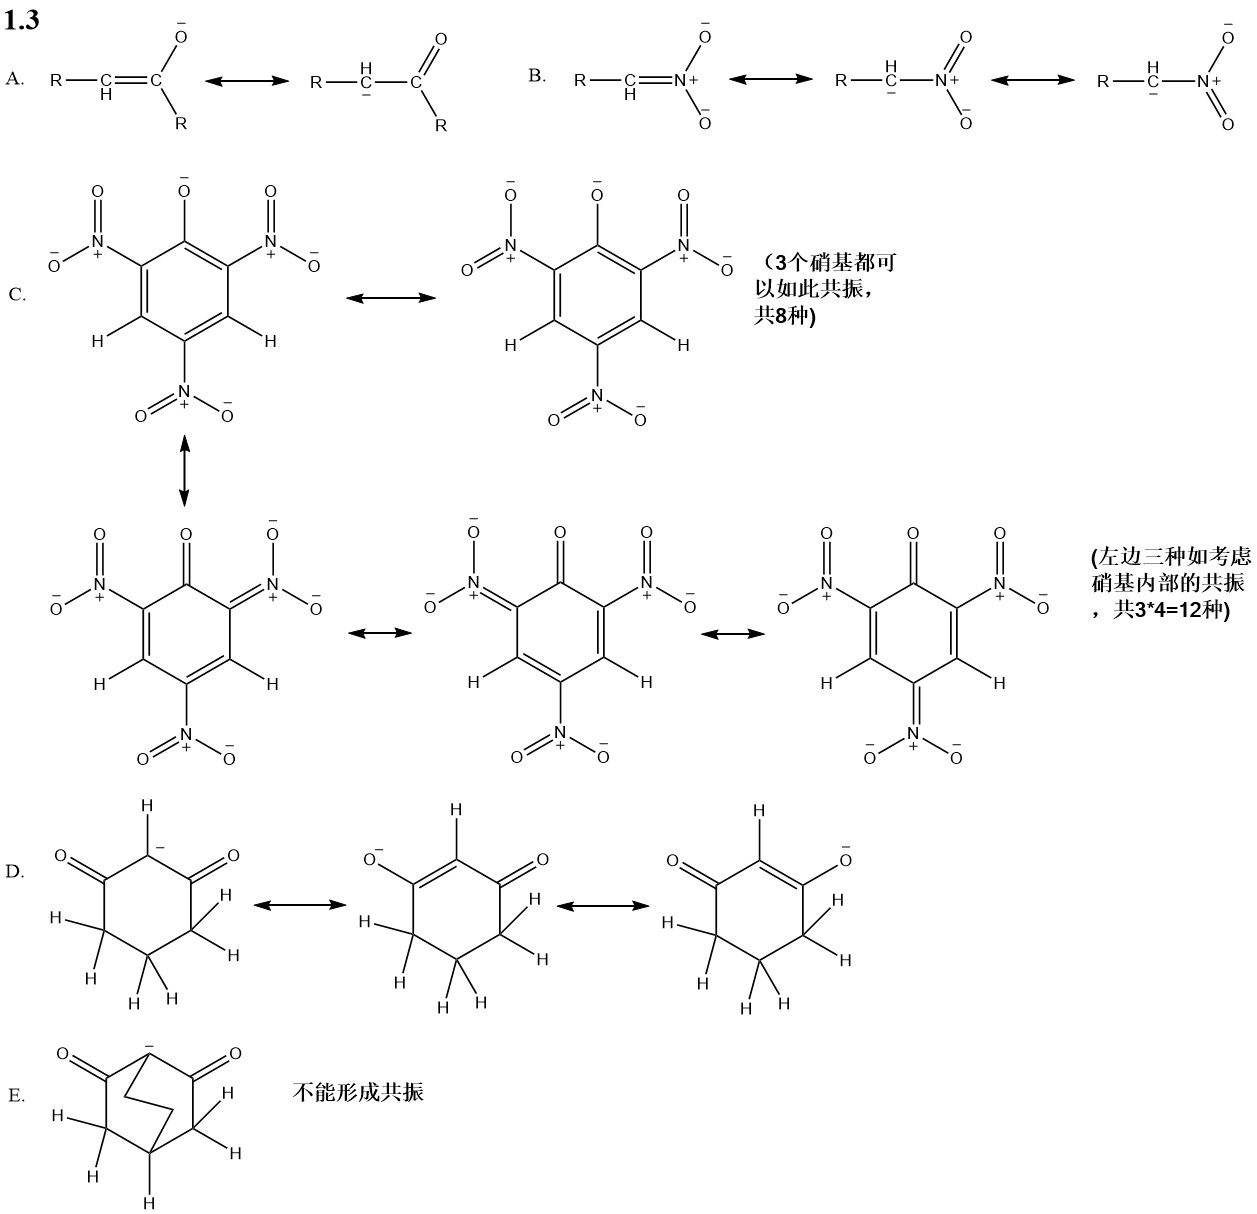 1.3
A.
R C H C O − R
R H C − C O R
B.
R C H N + O − O −
R H C − N + O O −
R H C − N + O − O
C.
O − O
− O N + N + O −
H H
N +
O O −
− O − O
O N + N + O −
H H
N +
O O −
（3个硝基都可
以如此共振，
共8种)
O O − O
− O N + N + O −
H H
N +
O O −
− O O O
− O N + N + O −
H H
N +
O O −
O O O
− O N + N + O −
H H
N +
− O O −
(左边三种如考虑
硝基内部的共振
，共3*4=12种)
D.
H
O − O
H H
H H
H H
H
O − O
H H
H H
H H
H
O O −
H H
H H
H H
E.
O − O
H H
H H
H
不能形成共振